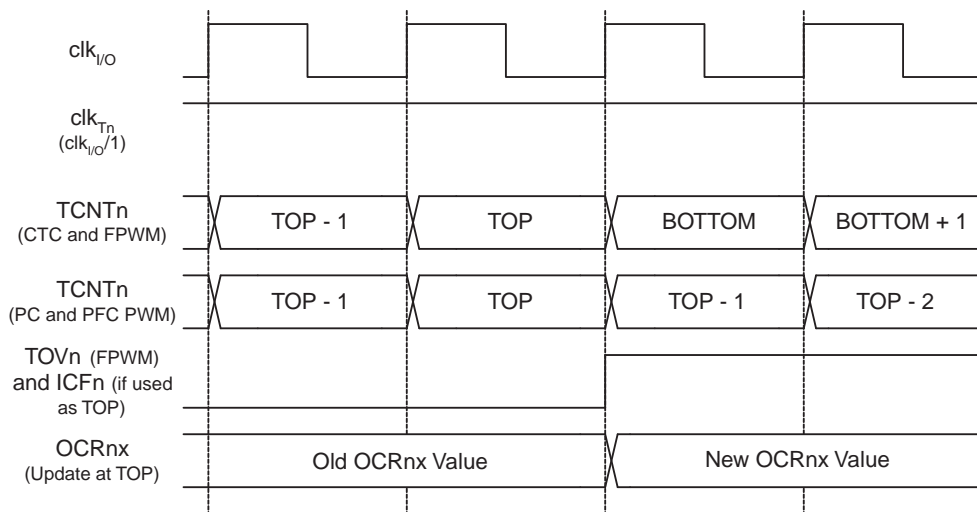 clkI/O
clkTn
(clkI/O/1)
TCNTn
(CTC and FPWM)
TOP - 1
TOP
BOTTOM
BOTTOM + 1
TCNTn
(PC and PFC PWM)
TOP - 1
TOP
TOP - 1
TOP - 2
TOVn (FPWM)
and ICFn (if used
as TOP)
OCRnx
(Update at TOP)
Old OCRnx Value
New OCRnx Value